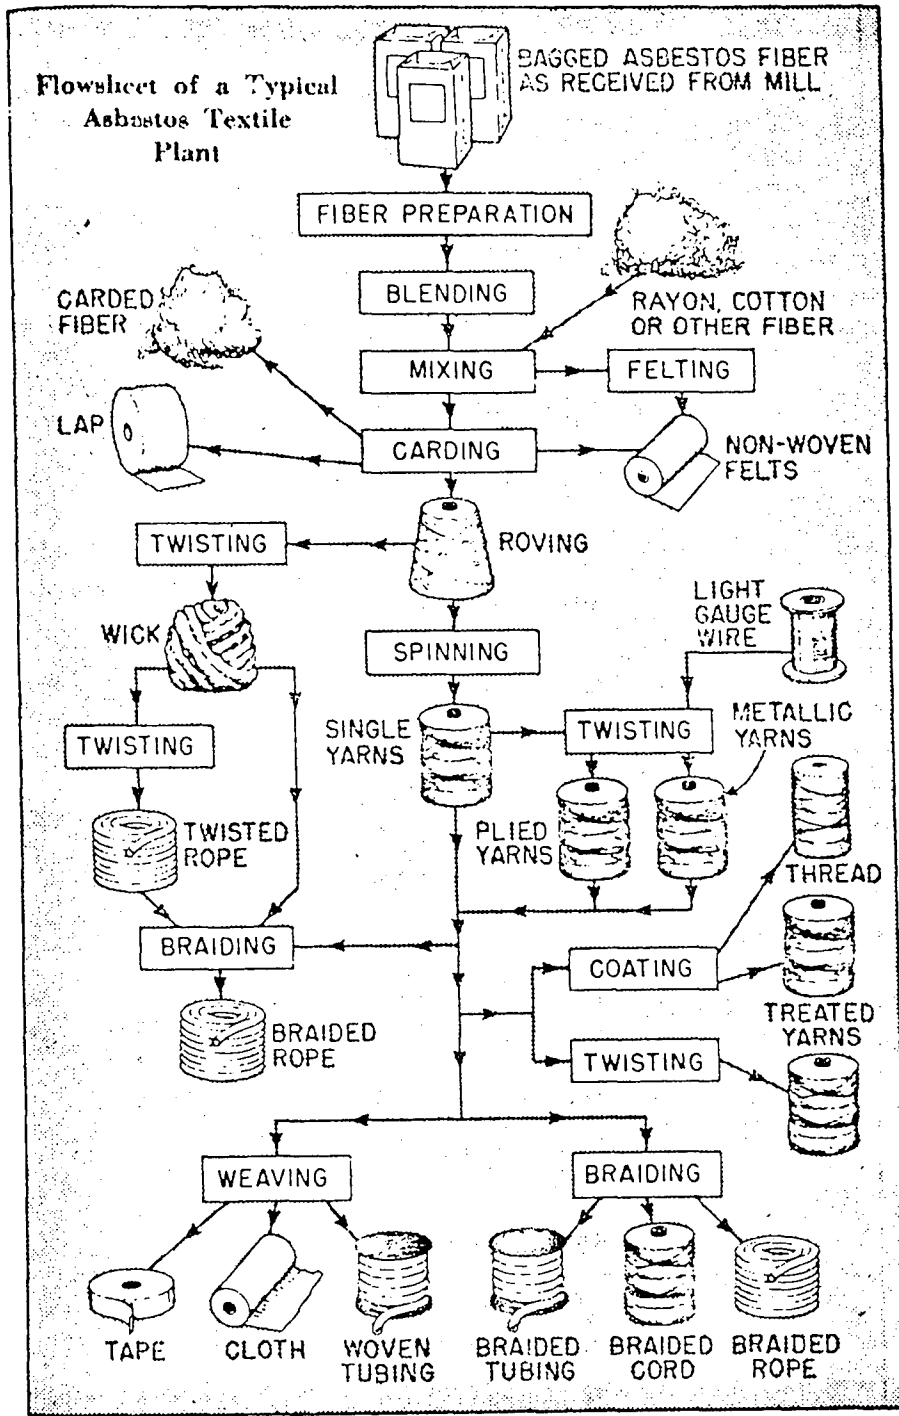 Flowsheet of a Typical
Asbestos Textile
Plant
BAGGED ASBESTOS FIBER
AS RECEIVED FROM MILL
FIBER PREPARATION
BLENDING
RAYON, COTTON
OR OTHER FIBER
CARDED
FIBER
MIXING
FELTING
LAP
CARDING
NON-WOVEN
FELTS
TWISTING
ROVING
LIGHT
GAUGE
WIRE
WICK
SPINNING
TWISTING
SINGLE
YARNS
TWISTING
METALLIC
YARNS
TWISTED
ROPE
PLIED
YARNS
THREAD
BRAIDING
COATING
BRAIDED
ROPE
TREATED
YARNS
TWISTING
WEAVING
BRAIDING
TAPE
CLOTH
WOVEN
TUBING
BRAIDED
TUBING
BRAIDED
CORD
BRAIDED
ROPE